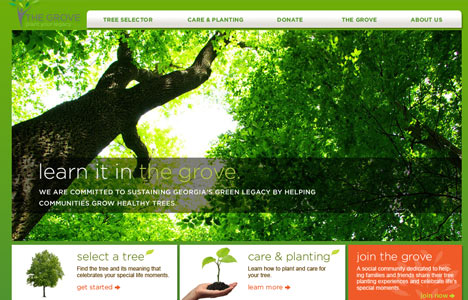 THE GROVE
TREE SELECTOR CARE & PLANTING DONATE THE GROVE ABOUT US
learn it in the grove.
WE ARE COMMITTED TO SUSTAINING GEORGIA'S GREEN LEGACY BY HELPING
COMMUNITIES GROW HEALTHY TREES.
select a tree
Find the tree and its meaning that
celebrates your special life moments.
get started
care & planting
Learn how to plant and care for
your tree.
learn more
join the grove
A social community dedicated to help-
ing families and friends share their tree
planting experiences and celebrate life's
special moments.
join now